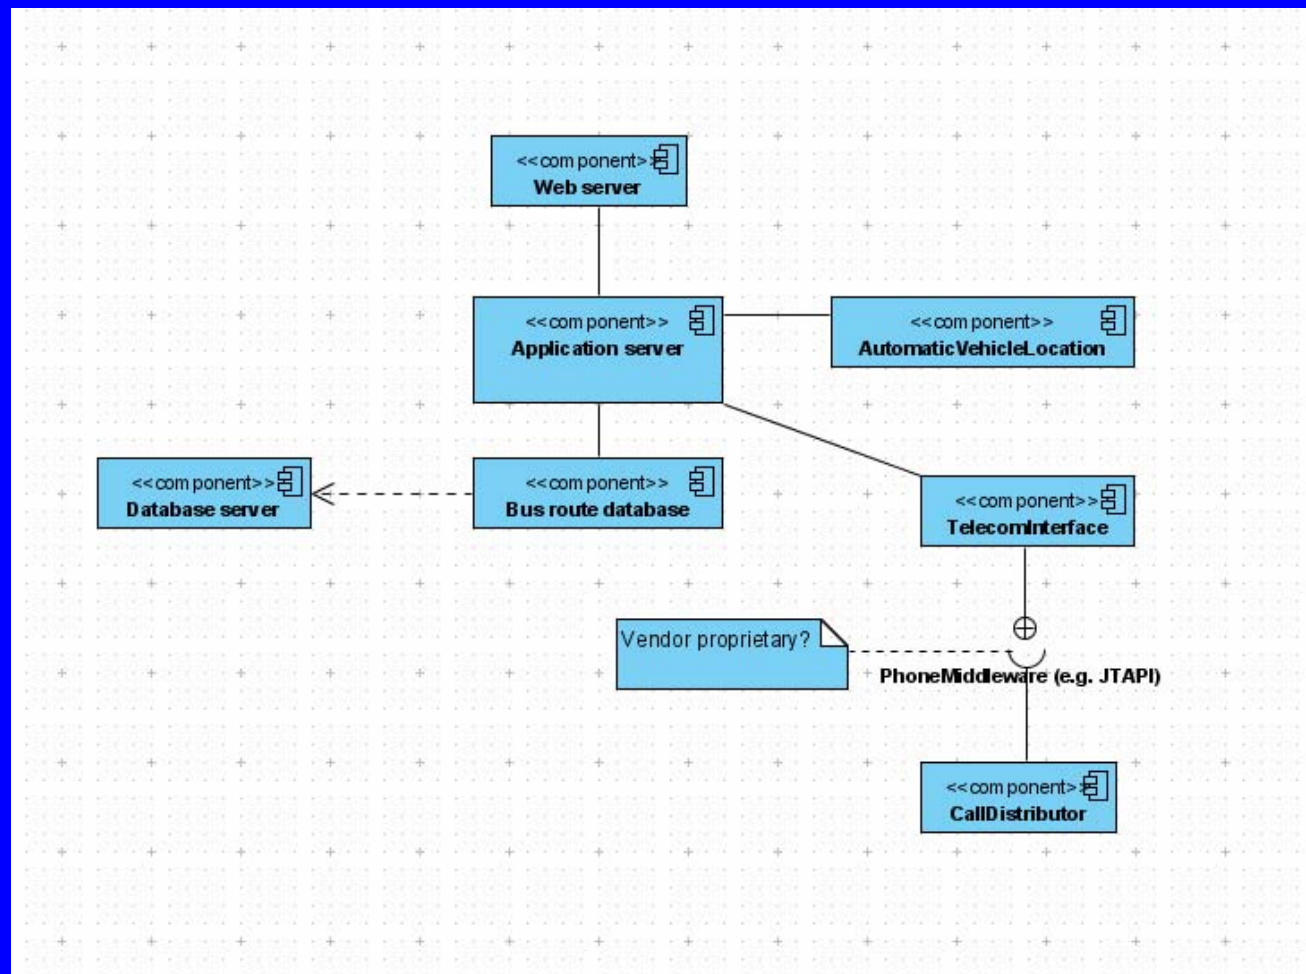 <<component>>
Web server
<<component>>
Application server
<<component>>
AutomaticVehicleLocation
<<component>>
Database server
<<component>>
Bus route database
<<component>>
TelecomInterface
Vendor proprietary?
PhoneMiddleware (e.g. JTAPI)
<<component>>
CallDistributor